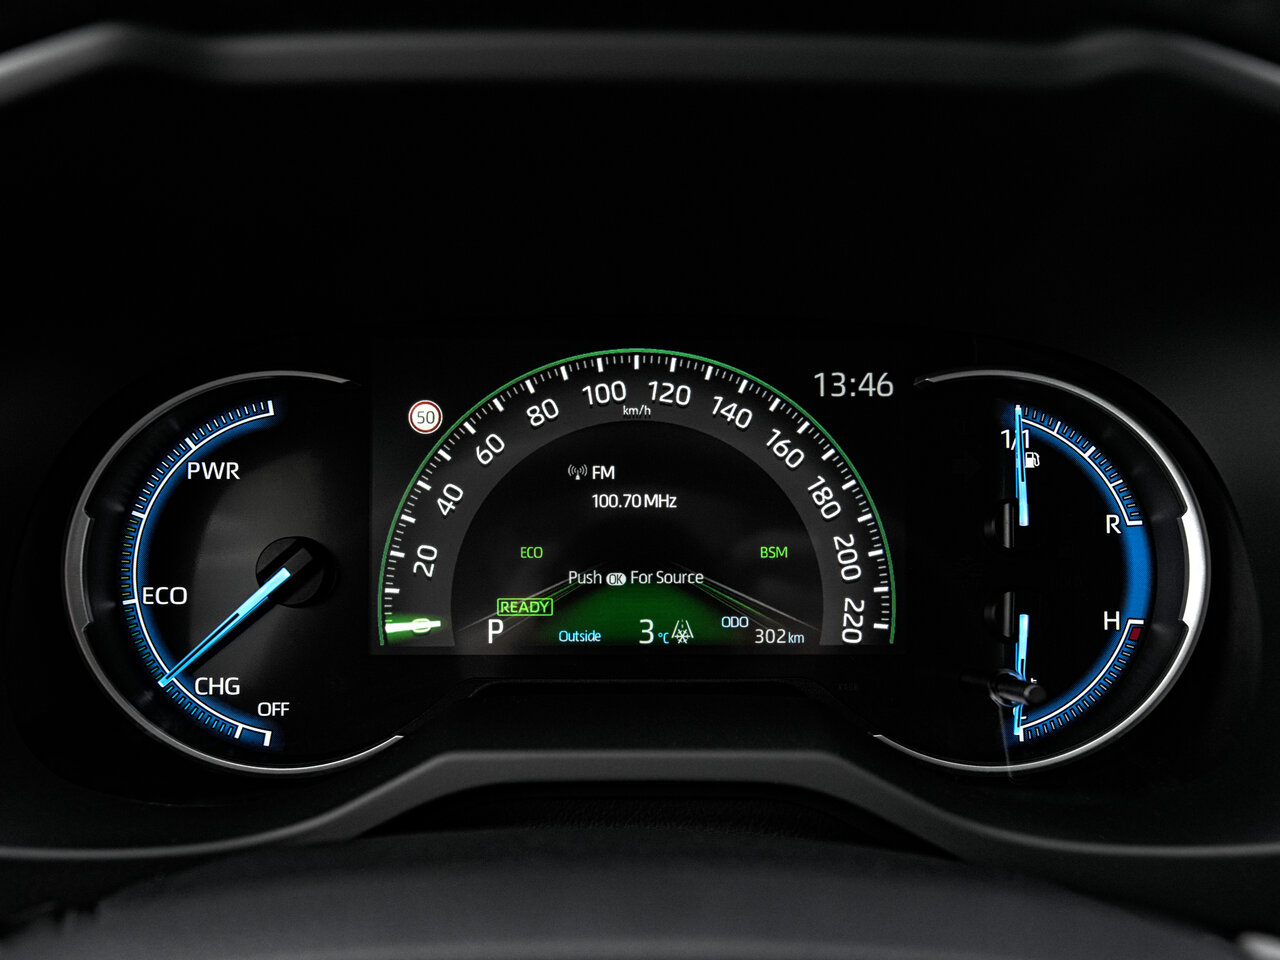 13:46
50
20
40
60
80
100
120
140
160
180
200
220
km/h
FM
100.70 MHz
ECO
BSM
Push OK For Source
READY
P
Outside
3 °C
ODO
302 km
PWR
ECO
CHG
OFF
1/1
R
H